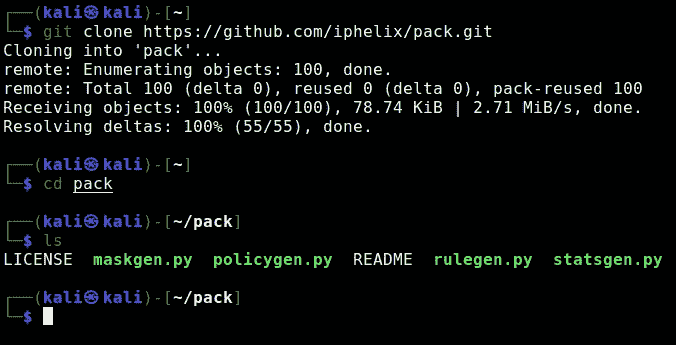 ┌──(kali㉿kali)-[~]
└─$ git clone https://github.com/iphelix/pack.git
Cloning into 'pack'...
remote: Enumerating objects: 100, done.
remote: Total 100 (delta 0), reused 0 (delta 0), pack-reused 100
Receiving objects: 100% (100/100), 78.74 KiB | 2.71 MiB/s, done.
Resolving deltas: 100% (55/55), done.
┌──(kali㉿kali)-[~]
└─$ cd pack
┌──(kali㉿kali)-[~/pack]
└─$ ls
LICENSE  maskgen.py  policygen.py  README  rulegen.py  statsgen.py
┌──(kali㉿kali)-[~/pack]
└─$